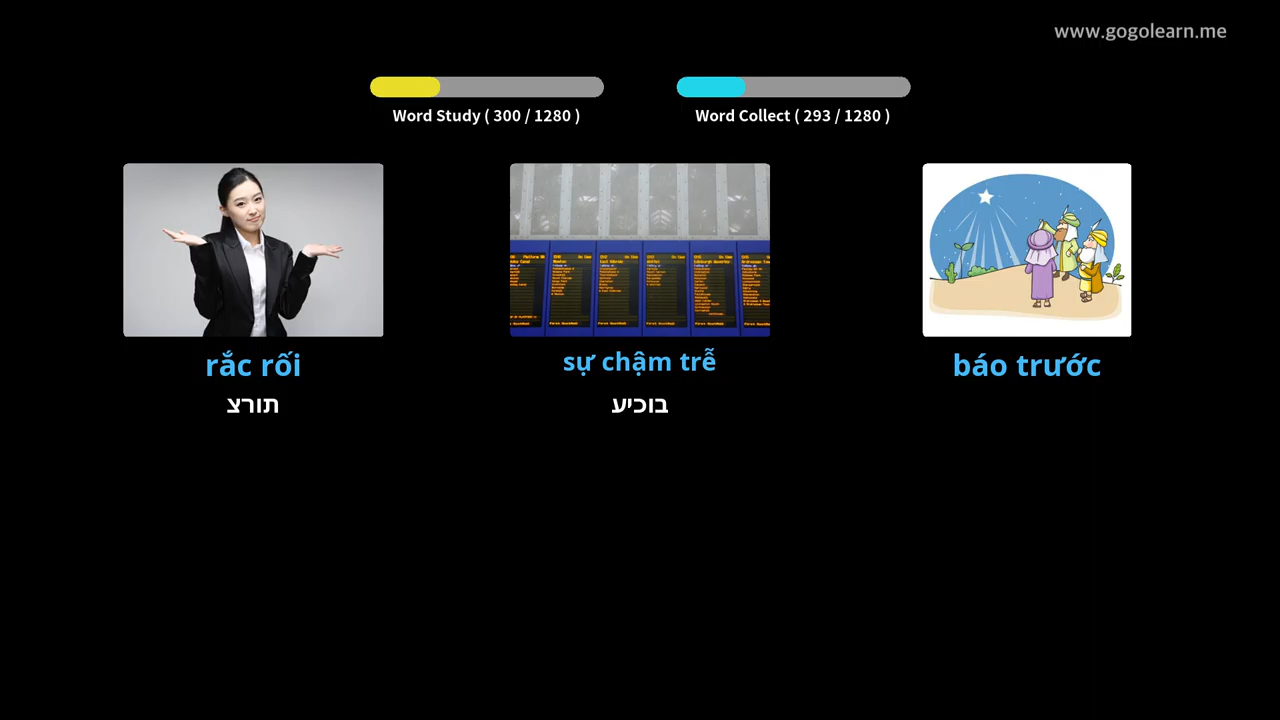 www.gogolearn.me
Word Study ( 300 / 1280 )
Word Collect ( 293 / 1280 )
rắc rối
תורצ
sự chậm trễ
בוכיע
báo trước